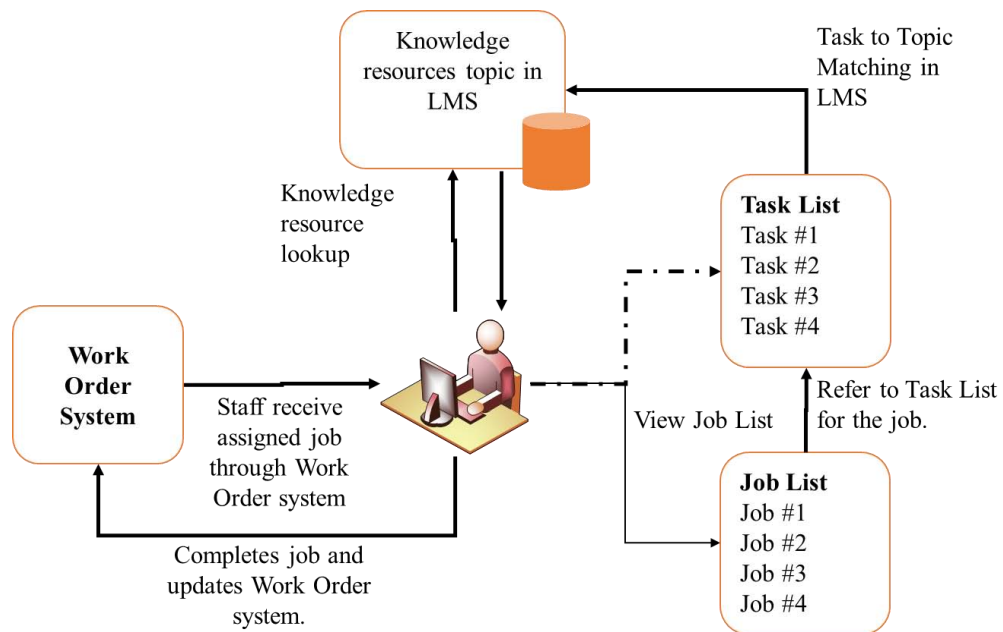 Knowledge
resources topic in
LMS
Task to Topic
Matching in
LMS
Knowledge
resource
lookup
Task List
Task #1
Task #2
Task #3
Task #4
Work
Order
System
Staff receive
assigned job
through Work
Order system
View Job List
Refer to Task List
for the job.
Job List
Job #1
Job #2
Job #3
Job #4
Completes job and
updates Work Order
system.